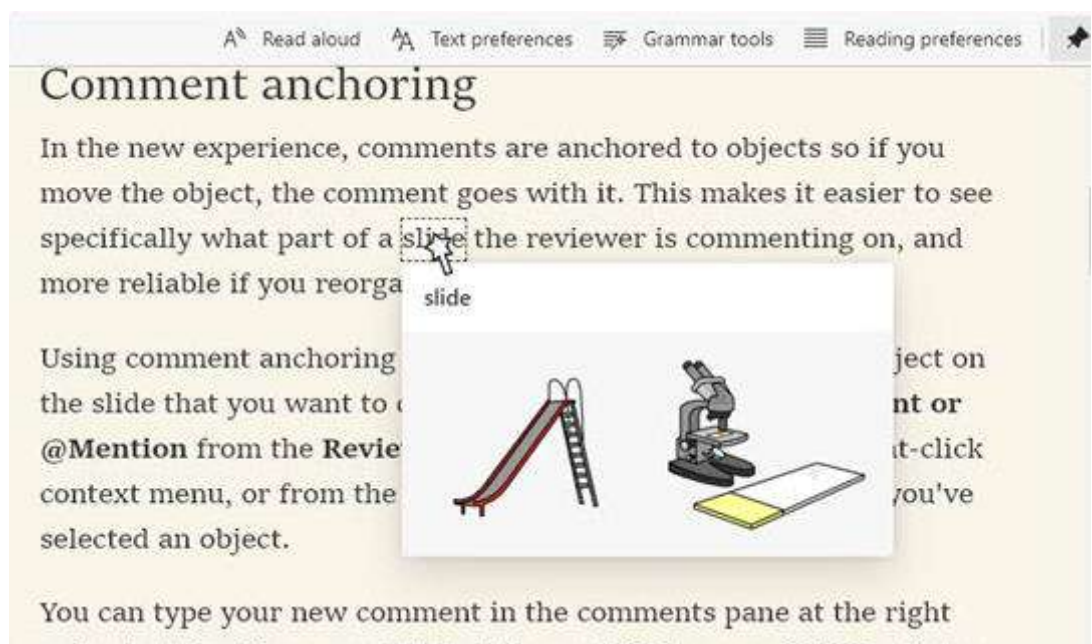 Read aloud Text preferences Grammar tools Reading preferences
Comment anchoring
In the new experience, comments are anchored to objects so if you
move the object, the comment goes with it. This makes it easier to see
specifically what part of a slide the reviewer is commenting on, and
more reliable if you reorga
slide
Using comment anchoring ject on
the slide that you want to nt or
@Mention from the Revie t-click
context menu, or from the you've
selected an object.
You can type your new comment in the comments pane at the right